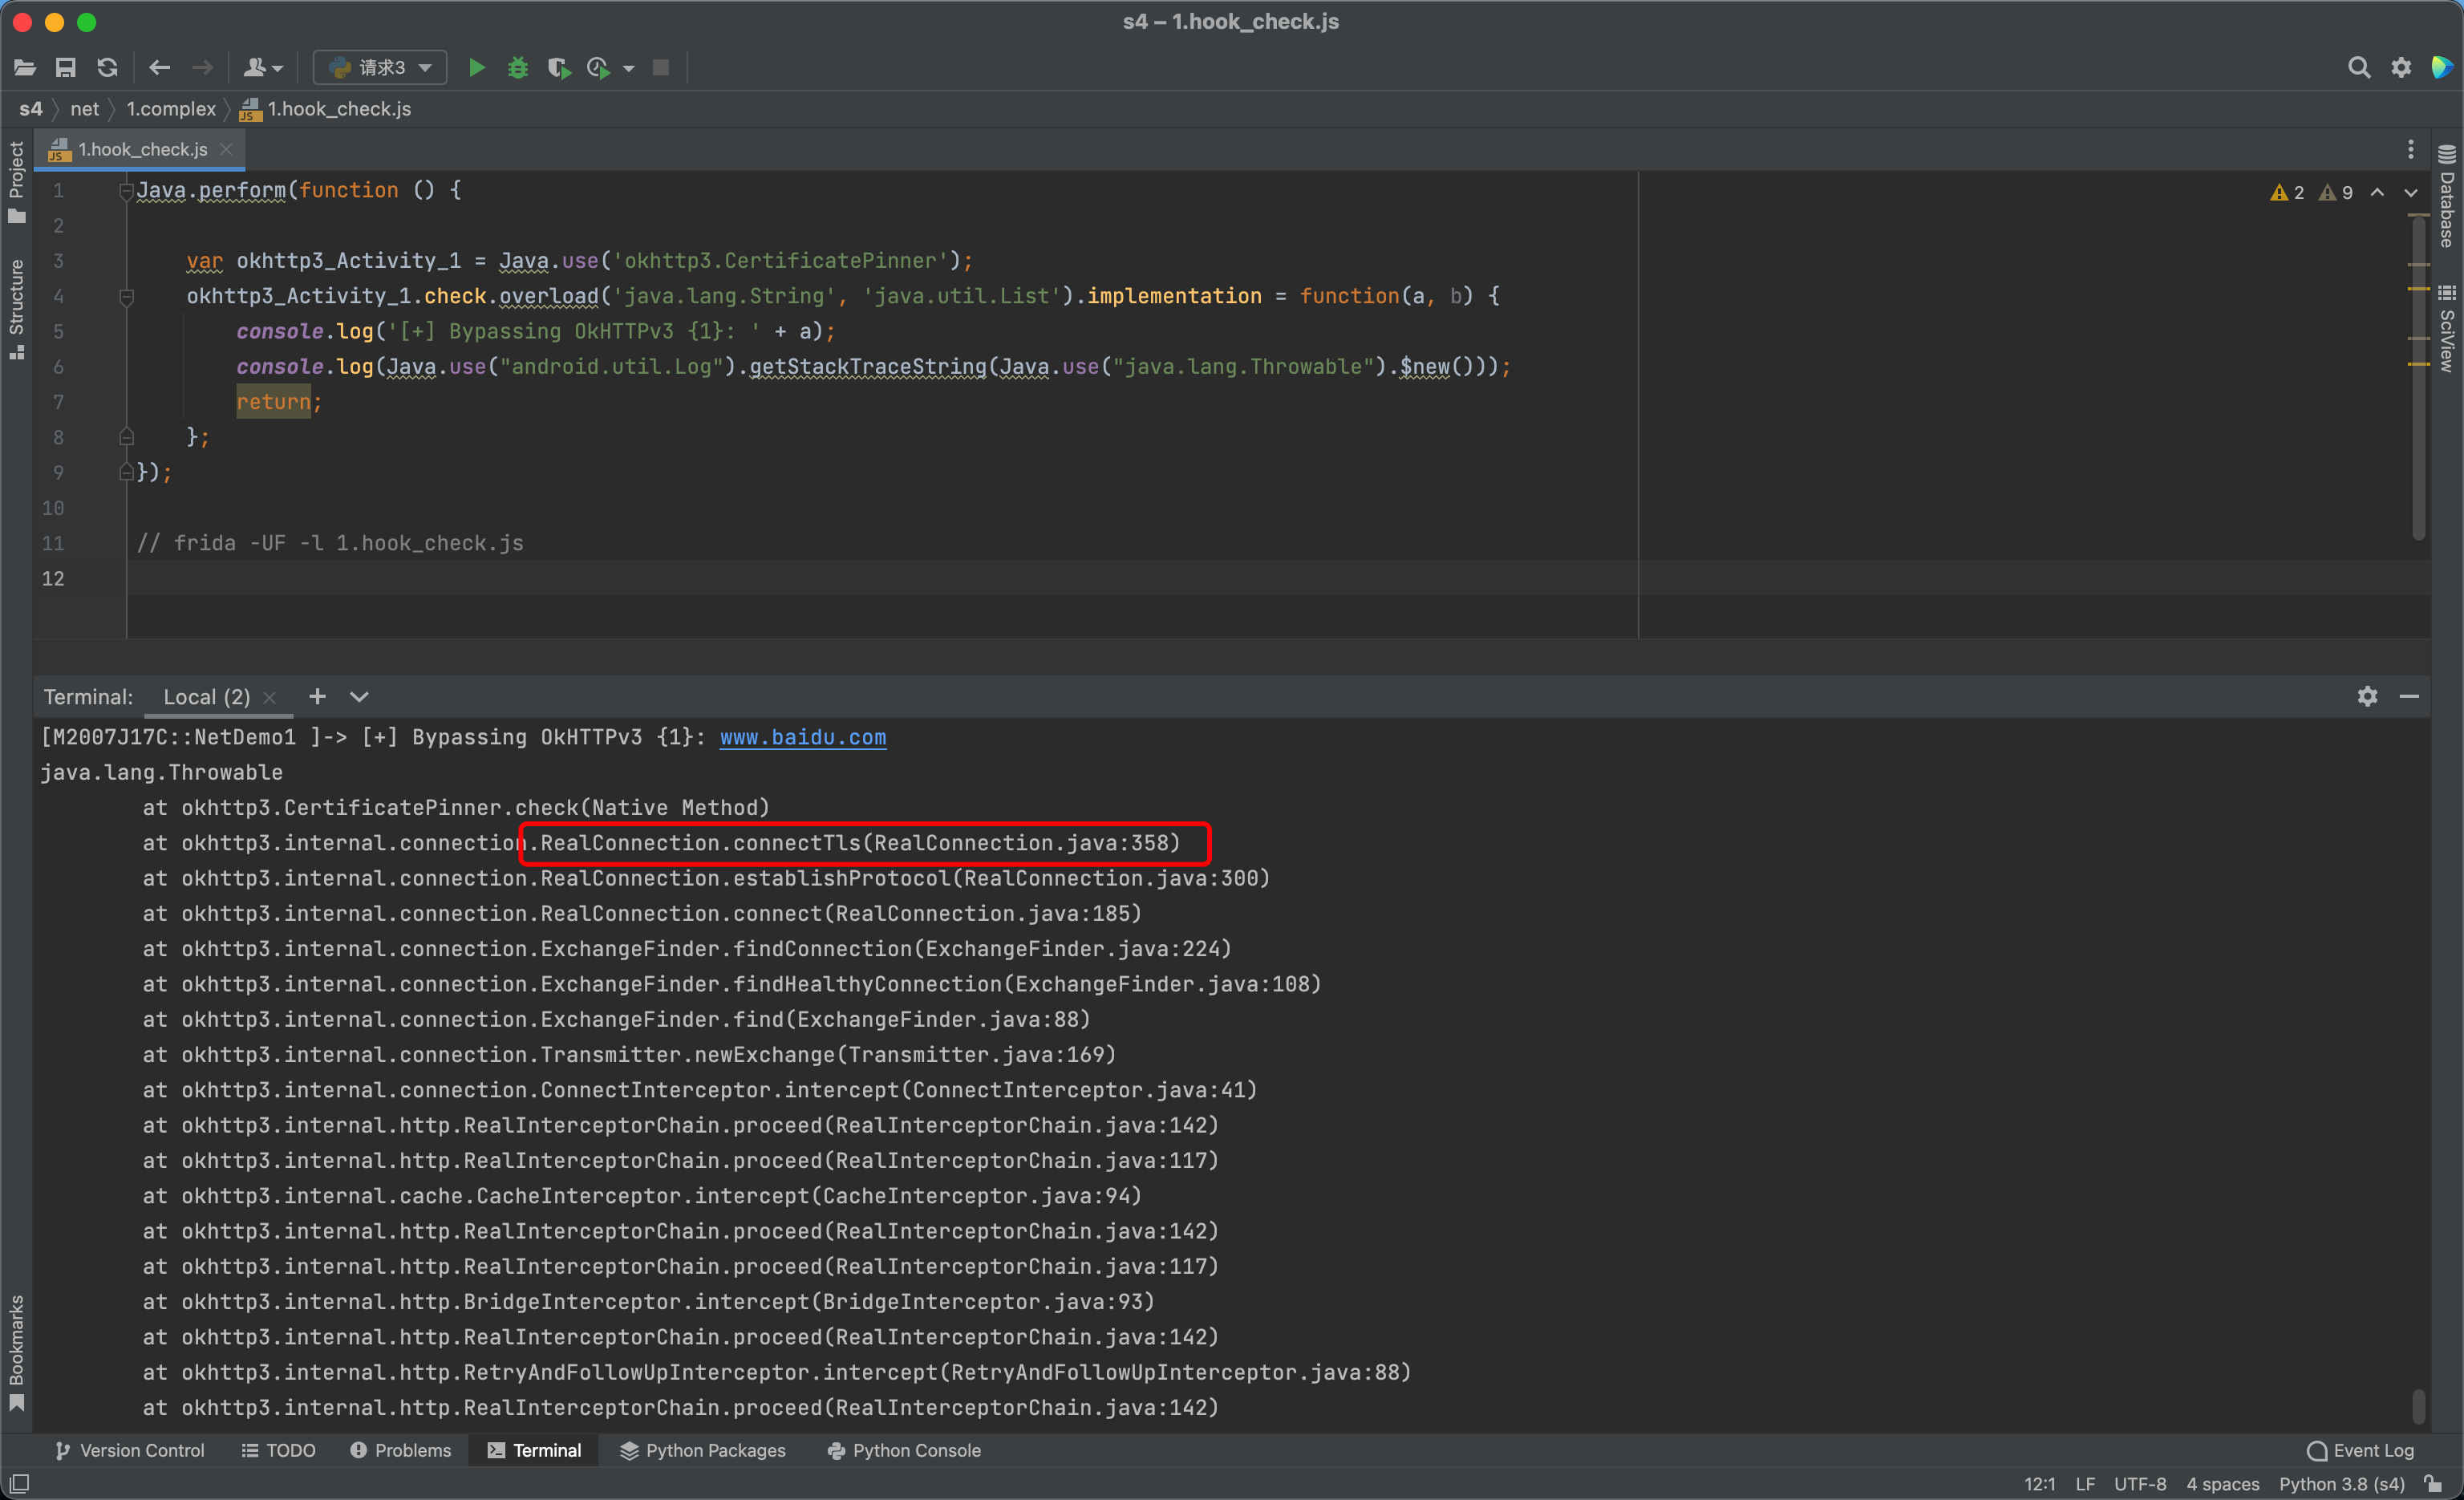 s4 – 1.hook_check.js
请求3
s4 net 1.complex 1.hook_check.js
1.hook_check.js
2 9
Project
Structure
Bookmarks
Database
SciView
1 Java.perform(function () {
2
3 var okhttp3_Activity_1 = Java.use('okhttp3.CertificatePinner');
4 okhttp3_Activity_1.check.overload('java.lang.String', 'java.util.List').implementation = function(a, b) {
5 console.log('[+] Bypassing OkHTTPv3 {1}: ' + a);
6 console.log(Java.use("android.util.Log").getStackTraceString(Java.use("java.lang.Throwable").$new()));
7 return;
8 };
9 });
10
11 // frida -UF -l 1.hook_check.js
12
Terminal: Local (2)
[M2007J17C::NetDemo1 ]-> [+] Bypassing OkHTTPv3 {1}: www.baidu.com
java.lang.Throwable
at okhttp3.CertificatePinner.check(Native Method)
at okhttp3.internal.connection.RealConnection.connectTls(RealConnection.java:358)
at okhttp3.internal.connection.RealConnection.establishProtocol(RealConnection.java:300)
at okhttp3.internal.connection.RealConnection.connect(RealConnection.java:185)
at okhttp3.internal.connection.ExchangeFinder.findConnection(ExchangeFinder.java:224)
at okhttp3.internal.connection.ExchangeFinder.findHealthyConnection(ExchangeFinder.java:108)
at okhttp3.internal.connection.ExchangeFinder.find(ExchangeFinder.java:88)
at okhttp3.internal.connection.Transmitter.newExchange(Transmitter.java:169)
at okhttp3.internal.connection.ConnectInterceptor.intercept(ConnectInterceptor.java:41)
at okhttp3.internal.http.RealInterceptorChain.proceed(RealInterceptorChain.java:142)
at okhttp3.internal.http.RealInterceptorChain.proceed(RealInterceptorChain.java:117)
at okhttp3.internal.cache.CacheInterceptor.intercept(CacheInterceptor.java:94)
at okhttp3.internal.http.RealInterceptorChain.proceed(RealInterceptorChain.java:142)
at okhttp3.internal.http.RealInterceptorChain.proceed(RealInterceptorChain.java:117)
at okhttp3.internal.http.BridgeInterceptor.intercept(BridgeInterceptor.java:93)
at okhttp3.internal.http.RealInterceptorChain.proceed(RealInterceptorChain.java:142)
at okhttp3.internal.http.RetryAndFollowUpInterceptor.intercept(RetryAndFollowUpInterceptor.java:88)
at okhttp3.internal.http.RealInterceptorChain.proceed(RealInterceptorChain.java:142)
Version Control TODO Problems Terminal Python Packages Python Console Event Log
12:1 LF UTF-8 4 spaces Python 3.8 (s4)